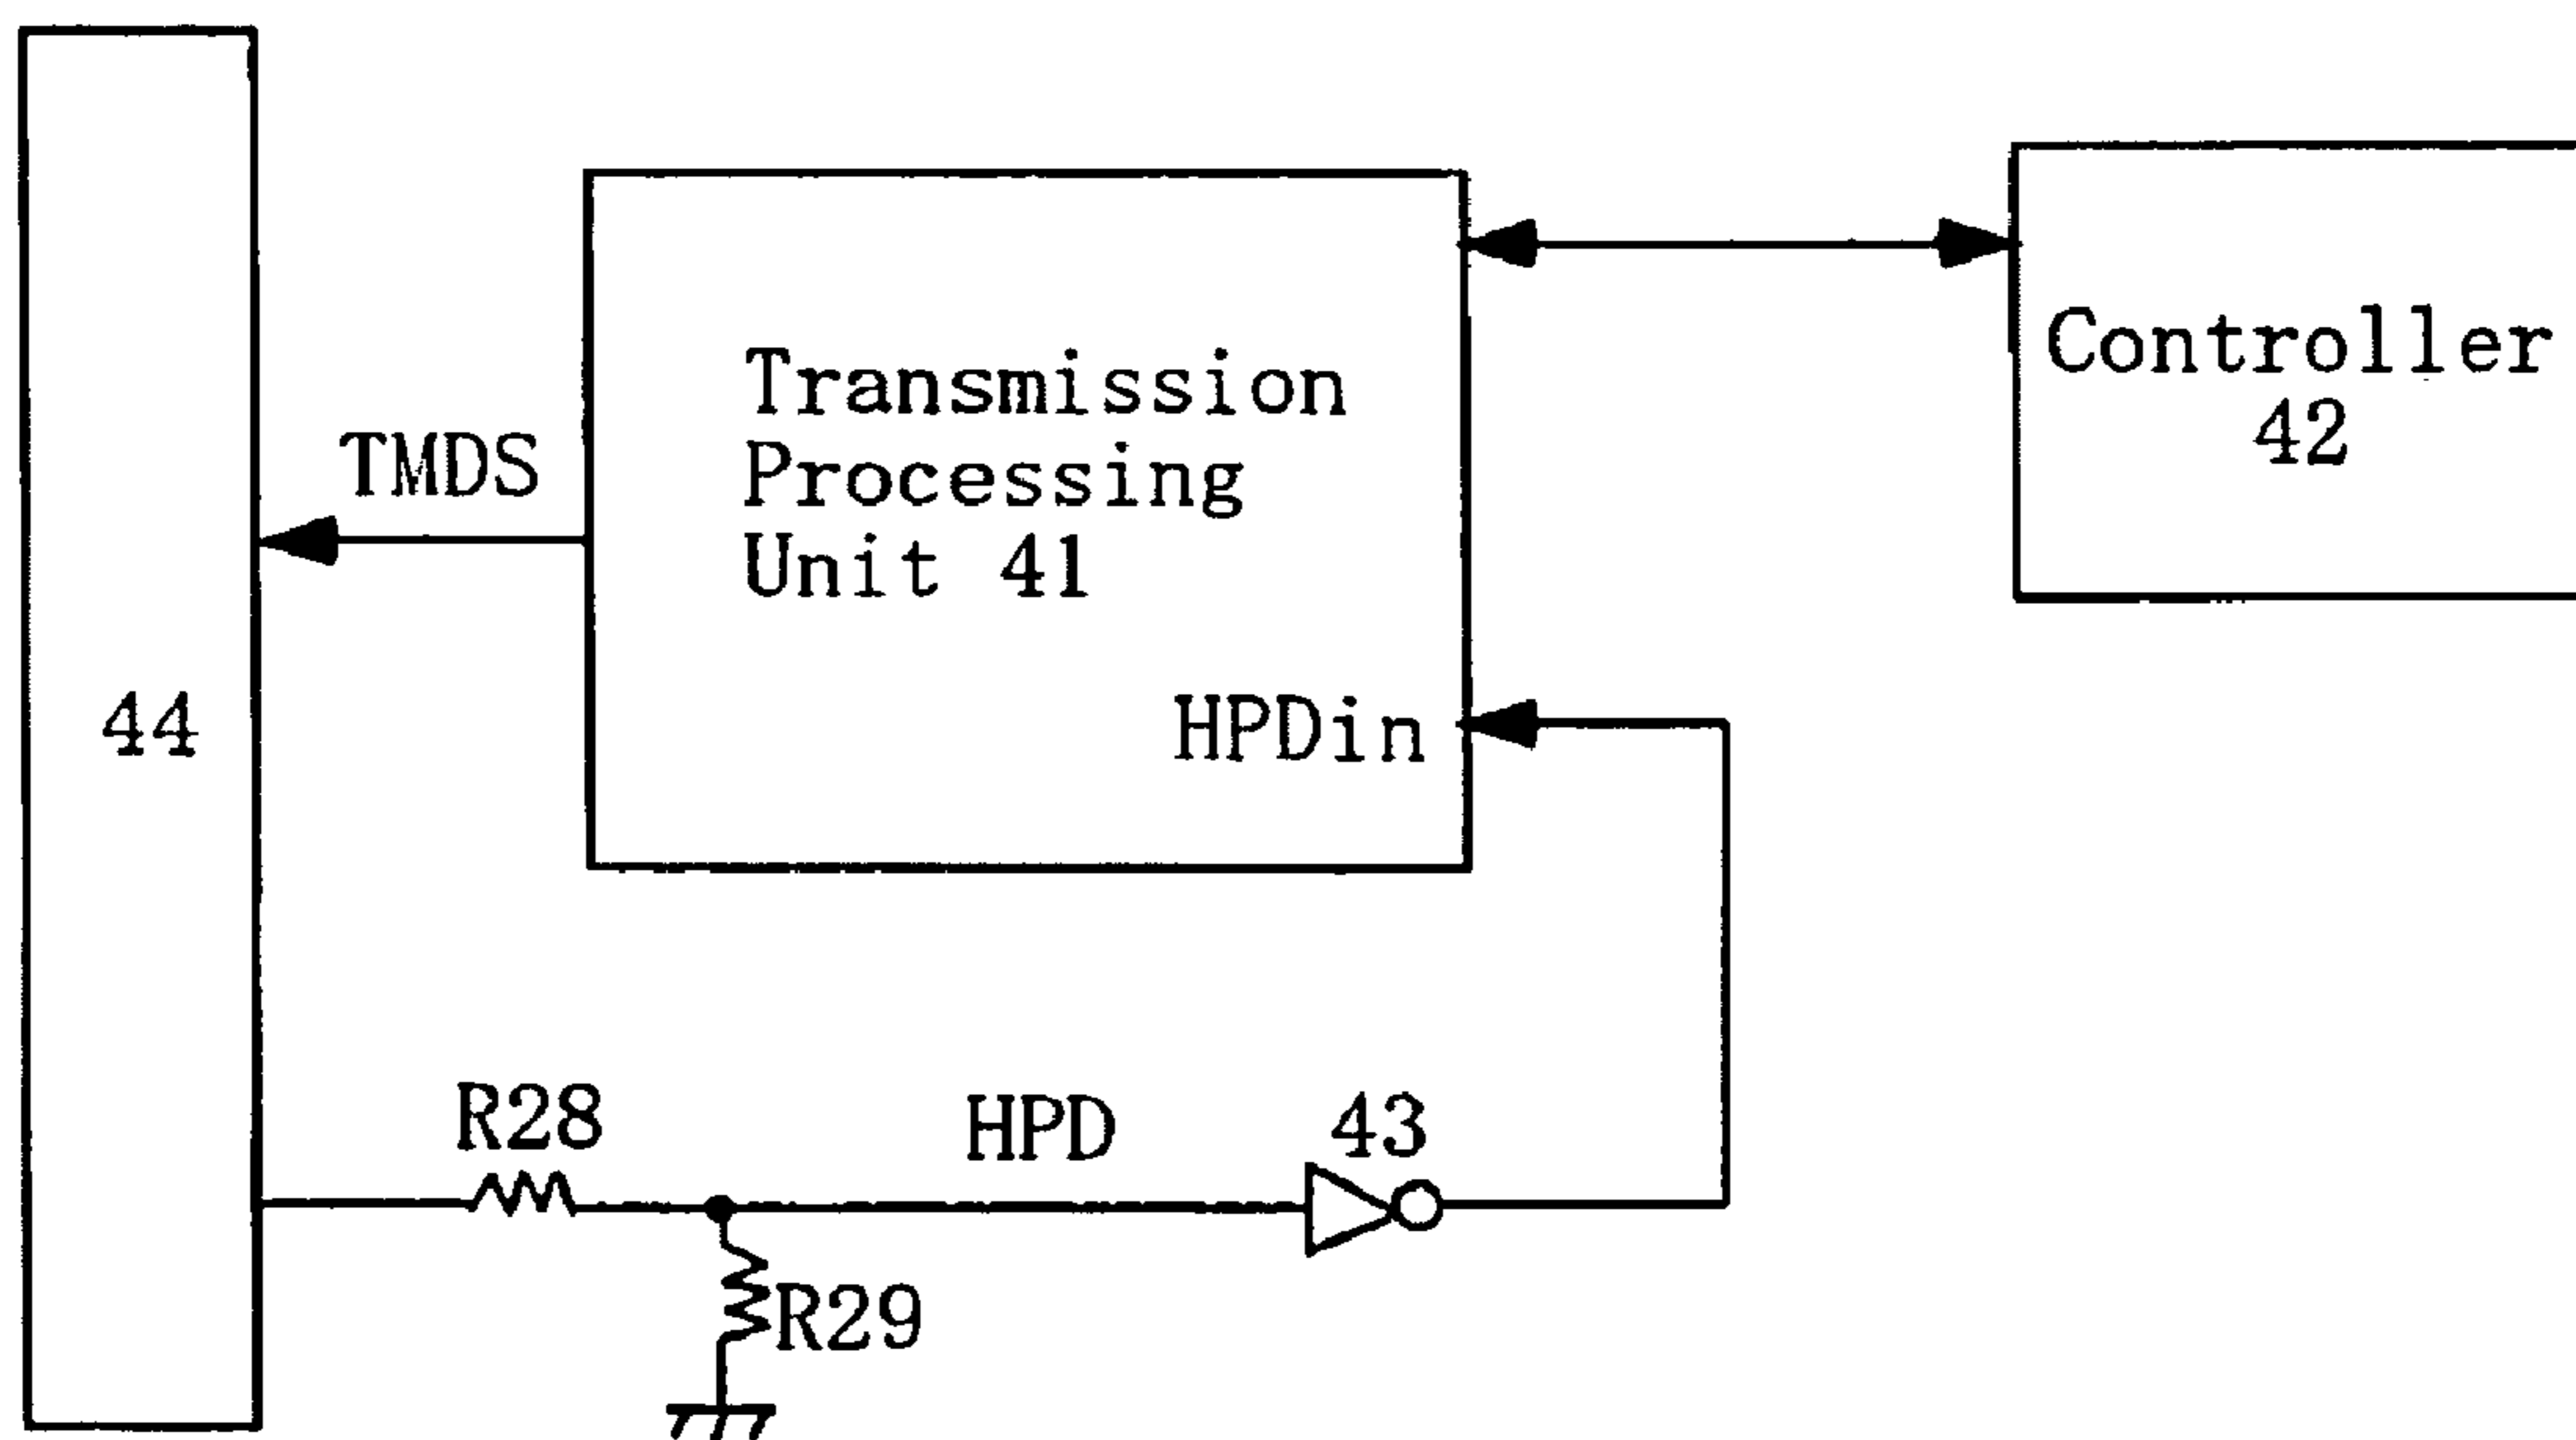 Controller
42
Transmission
Processing
Unit 41
TMDS
44
HPDin
R28
HPD
43
R29